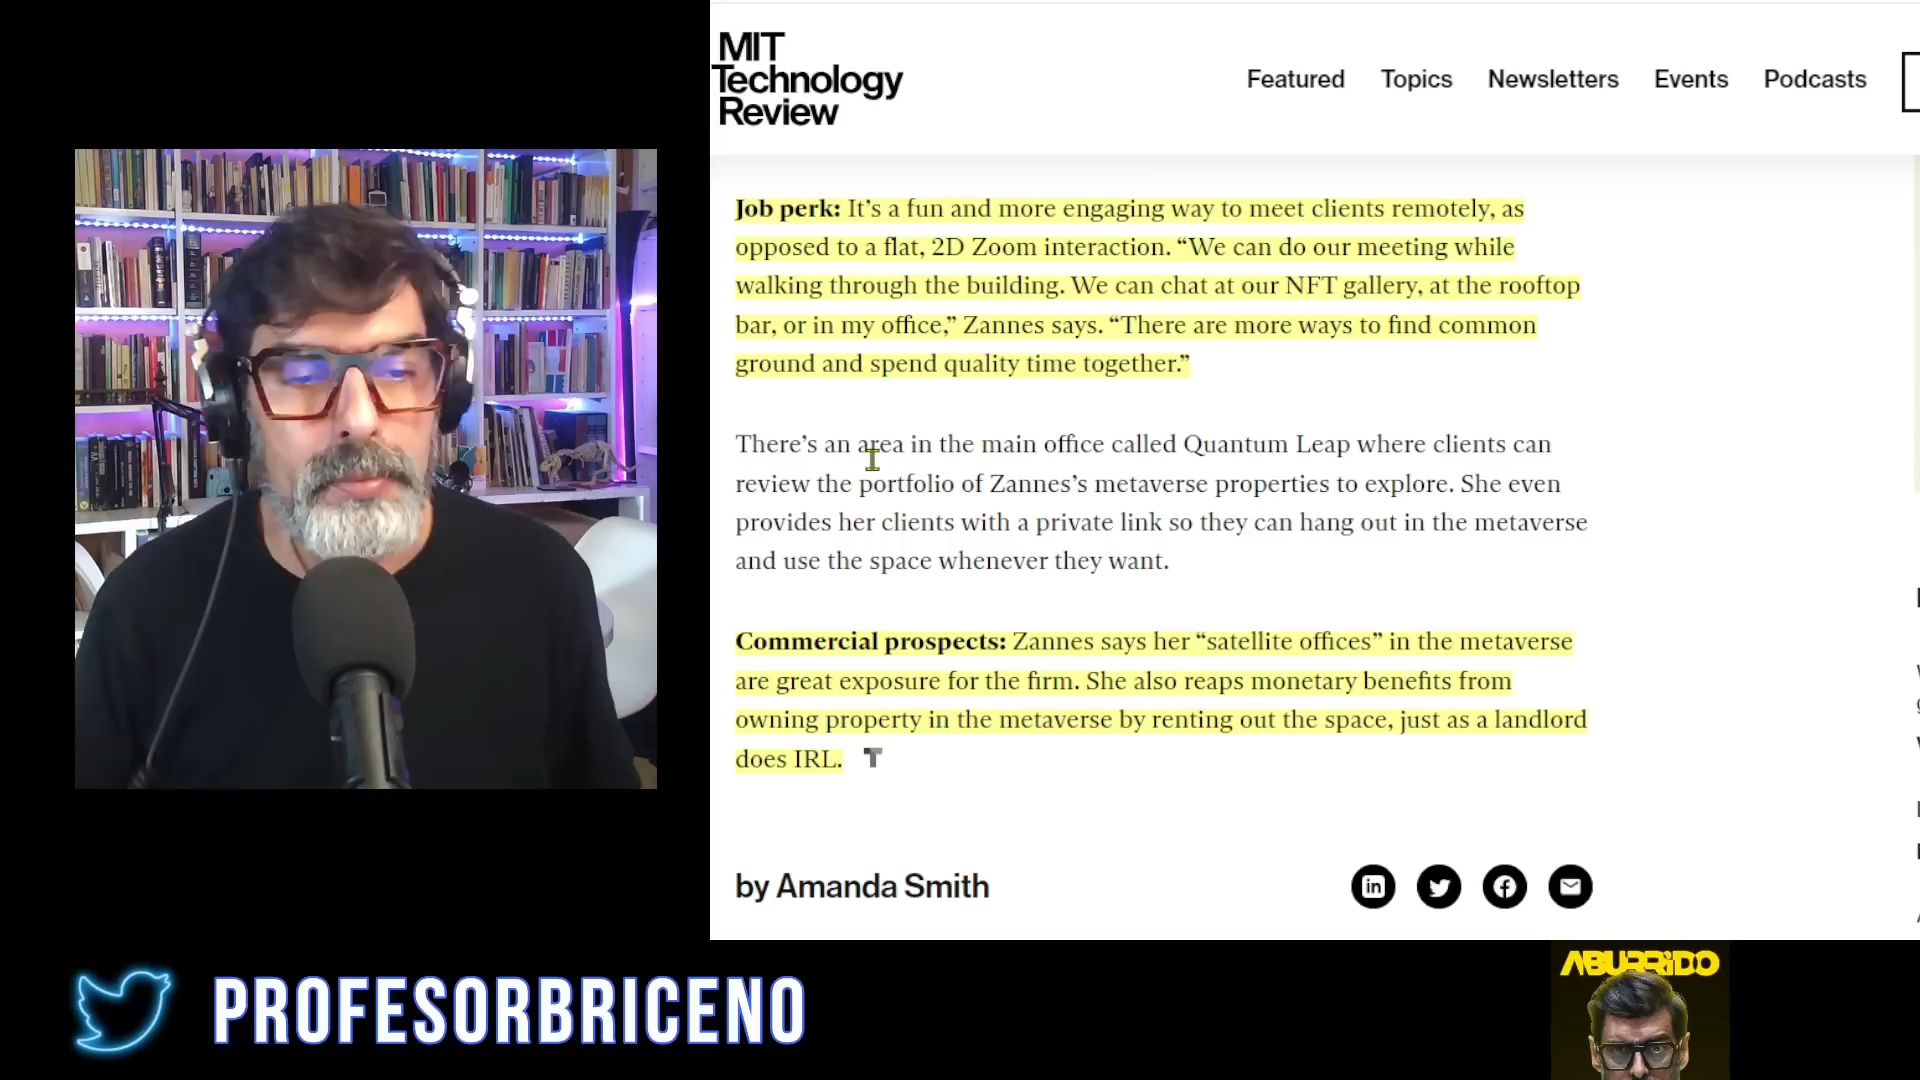 MIT
Technology
Review
Featured Topics Newsletters Events Podcasts
Job perk: It’s a fun and more engaging way to meet clients remotely, as
opposed to a flat, 2D Zoom interaction. “We can do our meeting while
walking through the building. We can chat at our NFT gallery, at the rooftop
bar, or in my office,” Zannes says. “There are more ways to find common
ground and spend quality time together.”
There’s an area in the main office called Quantum Leap where clients can
review the portfolio of Zannes’s metaverse properties to explore. She even
provides her clients with a private link so they can hang out in the metaverse
and use the space whenever they want.
Commercial prospects: Zannes says her “satellite offices” in the metaverse
are great exposure for the firm. She also reaps monetary benefits from
owning property in the metaverse by renting out the space, just as a landlord
does IRL.
by Amanda Smith
PROFESORBRICENO
ABURRIDO